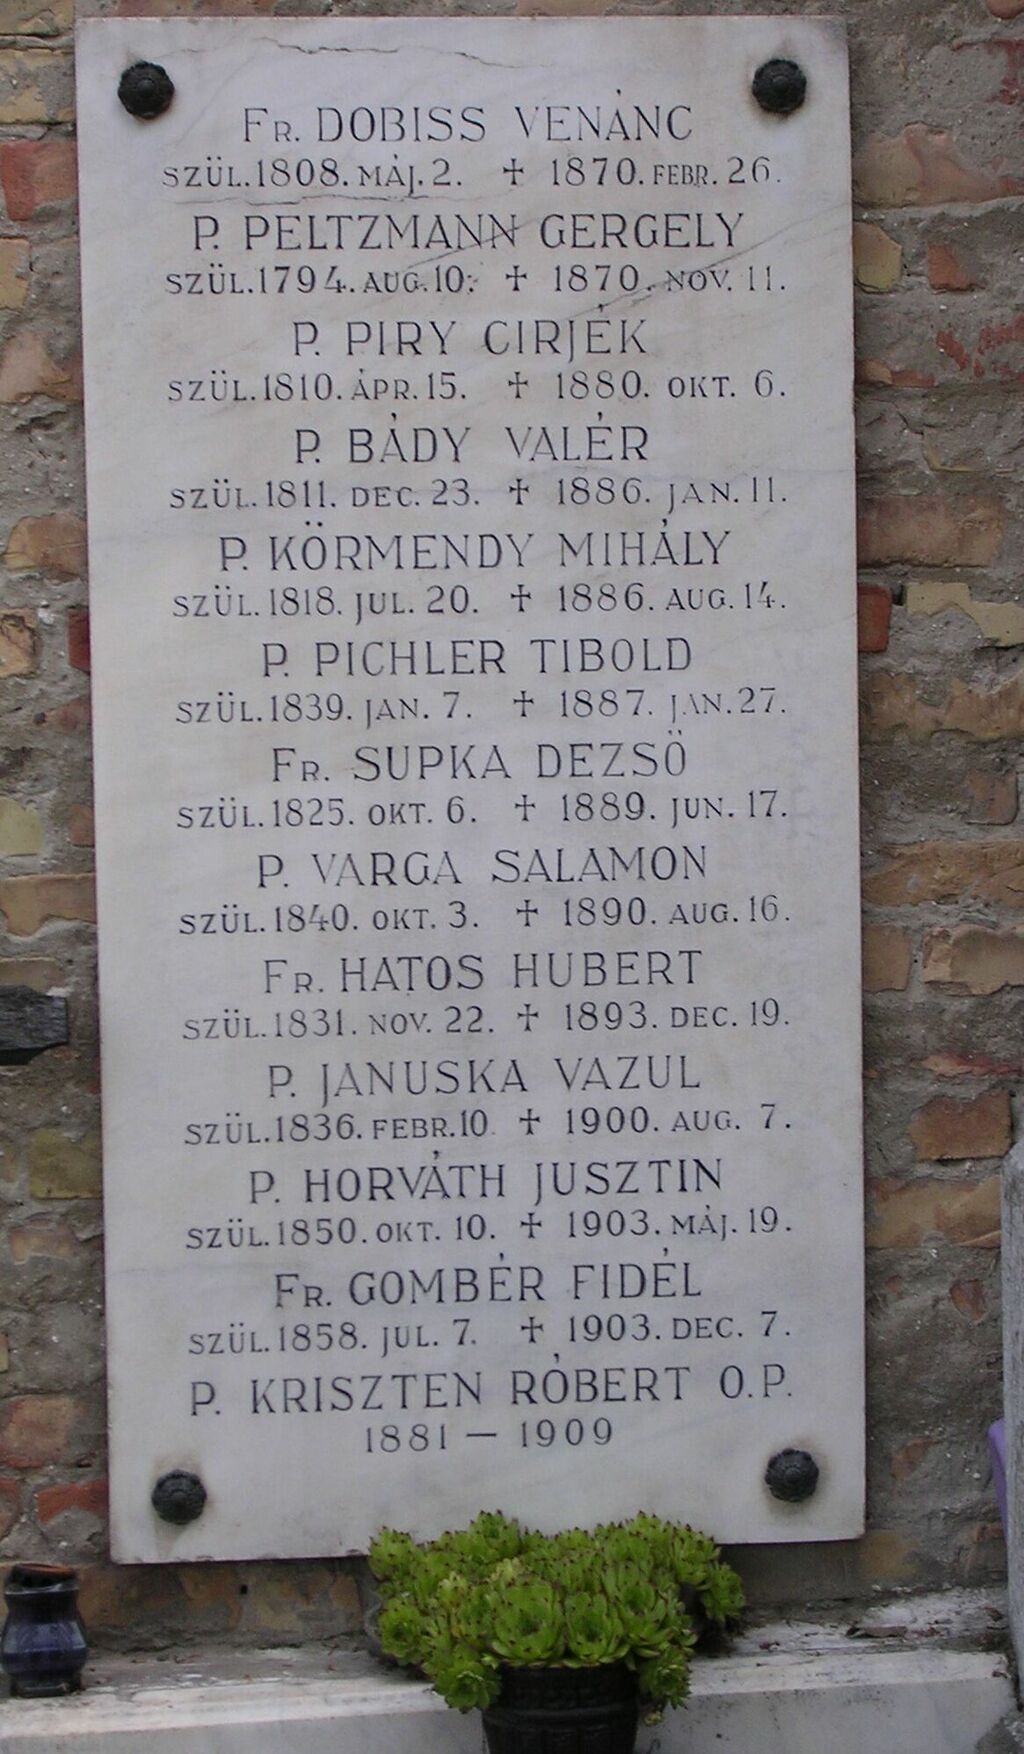 Fr. DOBISS VENÁNC
SZÜL.1808. MÁJ.2. ✝ 1870. FEBR. 26.
P. PELTZMANN GERGELY
SZÜL.1794. AUG.10. ✝ 1870. NOV. 11.
P. PIRY CIRJÉK
SZÜL.1810. ÁPR. 15. ✝ 1880. OKT. 6.
P. BÁDY VALÉR
SZÜL.1811. DEC. 23. ✝ 1886. JAN. 11.
P. KÖRMENDY MIHÁLY
SZÜL.1818. JUL. 20. ✝ 1886. AUG. 14.
P. PICHLER TIBOLD
SZÜL.1839. JAN. 7. ✝ 1887. JAN. 27.
Fr. SUPKA DEZSÖ
SZÜL.1825. OKT. 6. ✝ 1889. JUN. 17.
P. VARGA SALAMON
SZÜL.1840. OKT. 3. ✝ 1890. AUG. 16.
Fr. HATOS HUBERT
SZÜL.1831. NOV. 22. ✝ 1893. DEC. 19.
P. JANUSKA VAZUL
SZÜL.1836. FEBR.10. ✝ 1900. AUG. 7.
P. HORVÁTH JUSZTIN
SZÜL.1850. OKT. 10. ✝ 1903. MÁJ. 19.
Fr. GOMBÉR FIDÉL
SZÜL.1858. JUL. 7. ✝ 1903. DEC. 7.
P. KRISZTEN RÓBERT O.P.
1881 – 1909